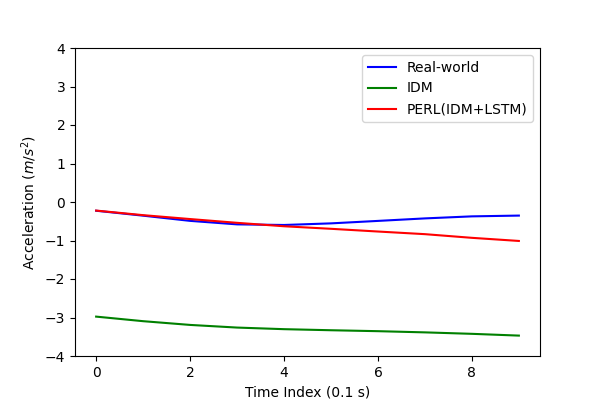 Real-world
IDM
PERL(IDM+LSTM)
Acceleration (m/s²)
4
3
2
1
0
−1
−2
−3
−4
0 2 4 6 8
Time Index (0.1 s)